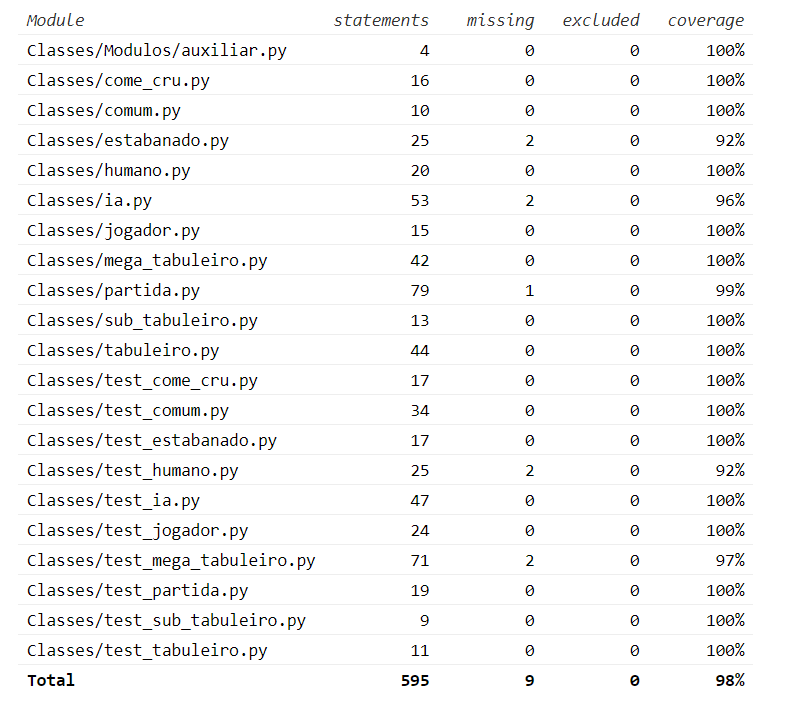 Module statements missing excluded coverage
Classes/Modulos/auxiliar.py 4 0 0 100%
Classes/come_cru.py 16 0 0 100%
Classes/comum.py 10 0 0 100%
Classes/estabanado.py 25 2 0 92%
Classes/humano.py 20 0 0 100%
Classes/ia.py 53 2 0 96%
Classes/jogador.py 15 0 0 100%
Classes/mega_tabuleiro.py 42 0 0 100%
Classes/partida.py 79 1 0 99%
Classes/sub_tabuleiro.py 13 0 0 100%
Classes/tabuleiro.py 44 0 0 100%
Classes/test_come_cru.py 17 0 0 100%
Classes/test_comum.py 34 0 0 100%
Classes/test_estabanado.py 17 0 0 100%
Classes/test_humano.py 25 2 0 92%
Classes/test_ia.py 47 0 0 100%
Classes/test_jogador.py 24 0 0 100%
Classes/test_mega_tabuleiro.py 71 2 0 97%
Classes/test_partida.py 19 0 0 100%
Classes/test_sub_tabuleiro.py 9 0 0 100%
Classes/test_tabuleiro.py 11 0 0 100%
Total 595 9 0 98%